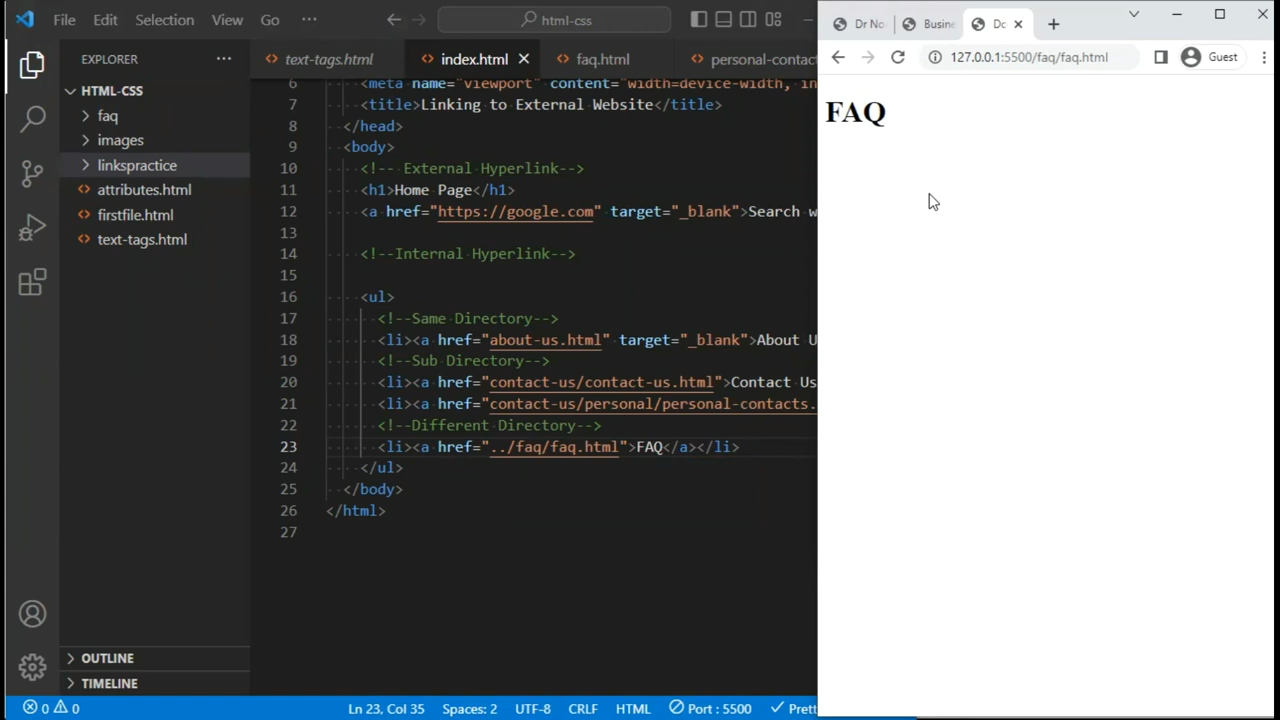 File Edit Selection View Go ··· html-css
Dr No Busine Dc
127.0.0.1:5500/faq/faq.html Guest
EXPLORER ···
HTML-CSS
faq
images
linkspractice
attributes.html
firstfile.html
text-tags.html
OUTLINE
TIMELINE
text-tags.html index.html faq.html personal-contact
6 <meta name="viewport" content="width=device-width, in
7 <title>Linking to External Website</title>
8 </head>
9 <body>
10 <!-- External Hyperlink-->
11 <h1>Home Page</h1>
12 <a href="https://google.com" target="_blank">Search w
13
14 <!--Internal Hyperlink-->
15
16 <ul>
17 <!--Same Directory-->
18 <li><a href="about-us.html" target="_blank">About U
19 <!--Sub Directory-->
20 <li><a href="contact-us/contact-us.html">Contact Us
21 <li><a href="contact-us/personal/personal-contacts.
22 <!--Different Directory-->
23 <li><a href="../faq/faq.html">FAQ</a></li>
24 </ul>
25 </body>
26 </html>
27
FAQ
0 0 Ln 23, Col 35 Spaces: 2 UTF-8 CRLF HTML Port : 5500 Prett